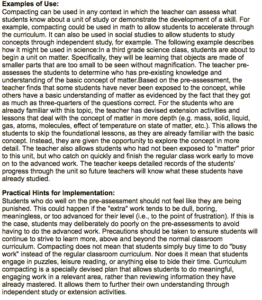 Examples of Use:
Compacting can be used in any context in which the teacher can assess what
students know about a unit of study or demonstrate the development of a skill. For
example, compacting could be used in math to allow students to accelerate through
the curriculum. It can also be used in social studies to allow students to study
concepts through independent study, for example. The following example describes
how it might be used in science:In a third grade science class, students are about to
begin a unit on matter. Specifically, they will be learning that objects are made of
smaller parts that are too small to be seen without magnification. The teacher pre-
assesses the students to determine who has pre-existing knowledge and
understanding of the basic concept of matter.Based on the pre-assessment, the
teacher finds that some students have never been exposed to the concept, while
others have a basic understanding of matter as evidenced by the fact that they got
as much as three-quarters of the questions correct. For the students who are
already familiar with this topic, the teacher has devised extension activities and
lessons that deal with the concept of matter in more depth (e.g. mass, solid, liquid,
gas, atoms, molecules, effect of temperature on state of matter, etc.). This allows the
students to skip the foundational lessons, as they are already familiar with the basic
concept. Instead, they are given the opportunity to explore the concept in more
detail. The teacher also allows students who had not been exposed to "matter" prior
to this unit, but who catch on quickly and finish the regular class work early to move
on to the advanced work. The teacher keeps detailed records of the students'
progress through the unit so future teachers will know what these students have
already studied.
Practical Hints for Implementation:
Students who do well on the pre-assessment should not feel like they are being
punished. This could happen if the "extra" work tends to be dull, boring,
meaningless, or too advanced for their level (i.e., to the point of frustration). If this is
the case, students may deliberately do poorly on the pre-assessments to avoid
having to do the advanced work. Precautions should be taken to ensure students will
continue to strive to learn more, above and beyond the normal classroom
curriculum. Compacting does not mean that students simply buy time to do "busy
work" instead of the regular classroom curriculum. Nor does it mean that students
engage in puzzles, leisure reading, or anything else to bide their time. Curriculum
compacting is a specially devised plan that allows students to do meaningful,
engaging work in a relevant area, rather than reviewing information they have
already mastered. It allows them to further their own understanding through
independent study or extension activities.